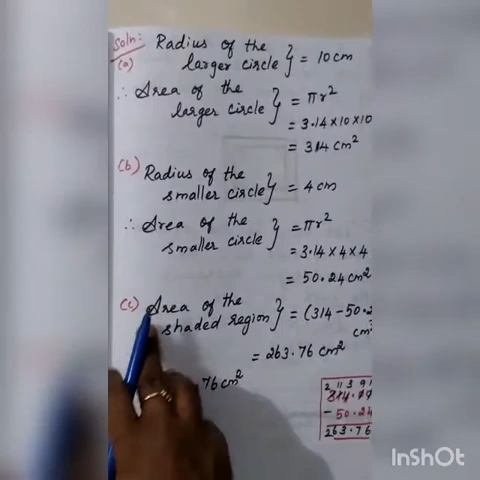 Soln:
(a) Radius of the
larger circle } = 10 cm
∴ Area of the
larger circle } = πr²
= 3.14 × 10 × 10
= 314 cm²
(b) Radius of the
smaller circle } = 4 cm
∴ Area of the
smaller circle } = πr²
= 3.14 × 4 × 4
= 50.24 cm²
(c) Area of the
shaded region } = (314 - 50.2
cm²
= 263.76 cm²
76 cm²
- 50.24
263.76
InShOt